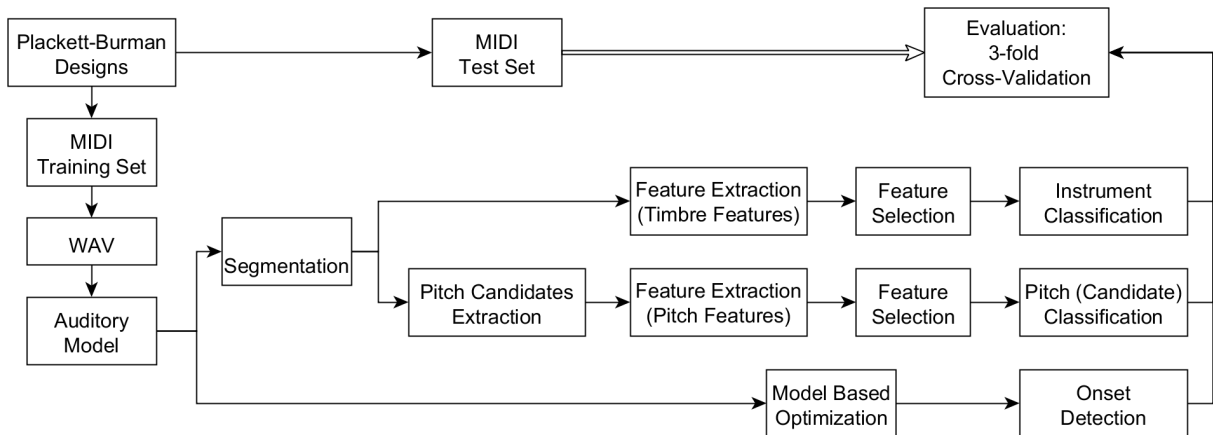 Plackett-Burman
Designs
MIDI
Test Set
Evaluation:
3-fold
Cross-Validation
MIDI
Training Set
WAV
Auditory
Model
Segmentation
Feature Extraction
(Timbre Features)
Feature
Selection
Instrument
Classification
Pitch Candidates
Extraction
Feature Extraction
(Pitch Features)
Feature
Selection
Pitch (Candidate)
Classification
Model Based
Optimization
Onset
Detection